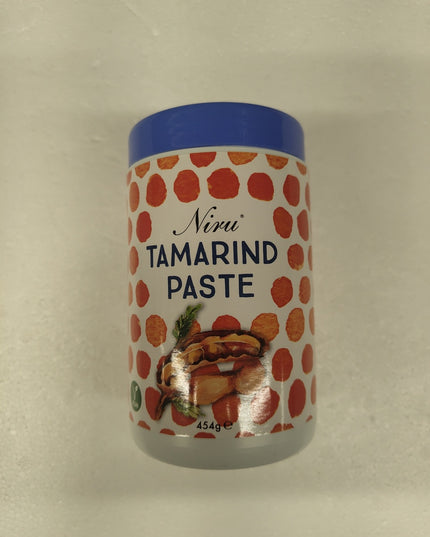 Niru®
TAMARIND
PASTE
454g ℮